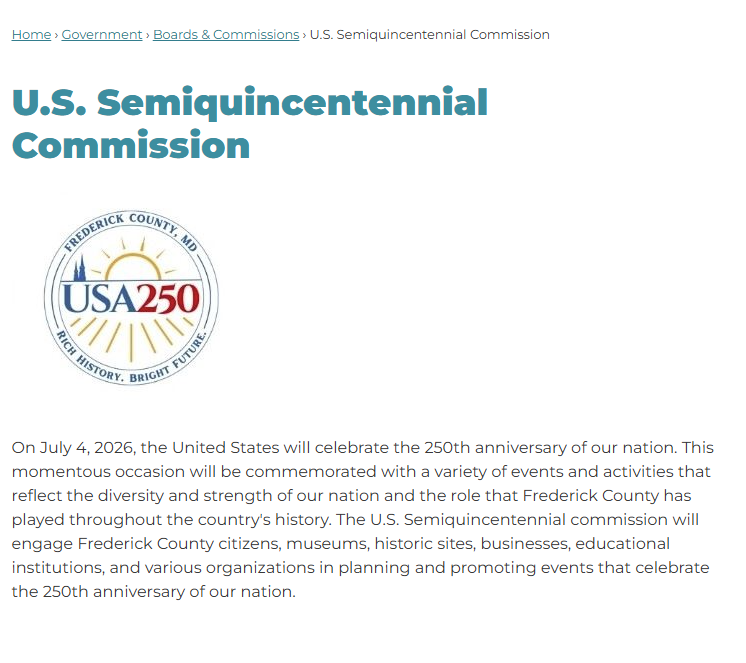 Home › Government › Boards & Commissions › U.S. Semiquincentennial Commission
U.S. Semiquincentennial
Commission
FREDERICK COUNTY, MD
USA250
RICH HISTORY. BRIGHT FUTURE.
On July 4, 2026, the United States will celebrate the 250th anniversary of our nation. This
momentous occasion will be commemorated with a variety of events and activities that
reflect the diversity and strength of our nation and the role that Frederick County has
played throughout the country's history. The U.S. Semiquincentennial commission will
engage Frederick County citizens, museums, historic sites, businesses, educational
institutions, and various organizations in planning and promoting events that celebrate
the 250th anniversary of our nation.